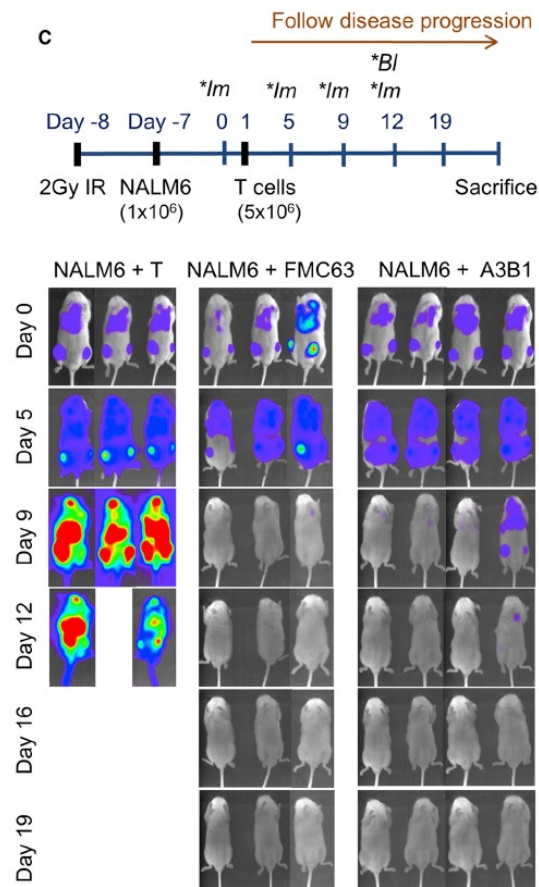 c
Follow disease progression
*Bl
*Im *Im *Im *Im
Day -8 Day -7 0 1 5 9 12 19
2Gy IR NALM6 T cells Sacrifice
(1x10⁶) (5x10⁶)
NALM6 + T NALM6 + FMC63 NALM6 + A3B1
Day 0
Day 5
Day 9
Day 12
Day 16
Day 19